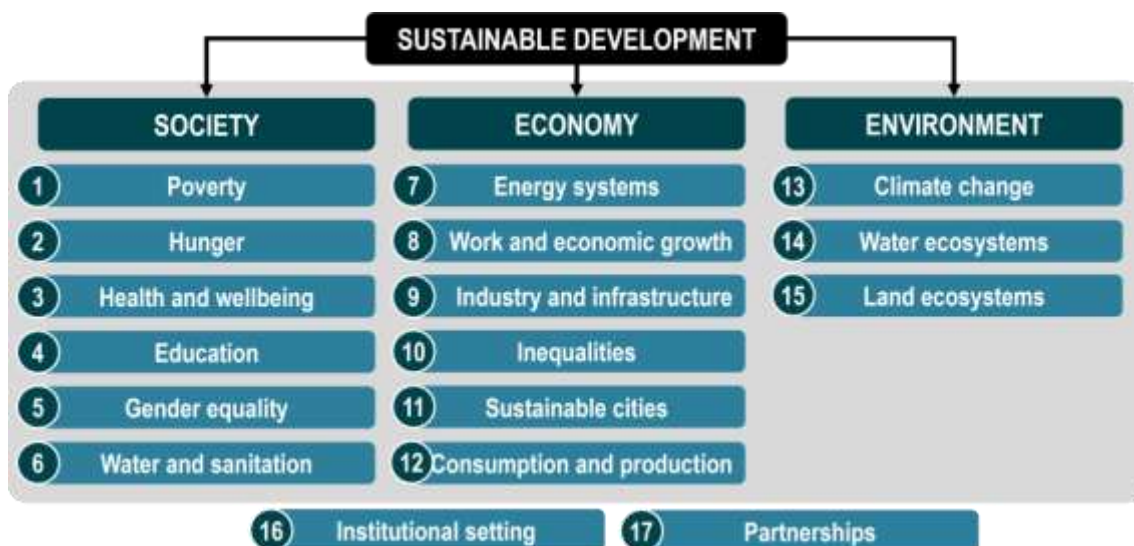 SUSTAINABLE DEVELOPMENT
SOCIETY
1 Poverty
2 Hunger
3 Health and wellbeing
4 Education
5 Gender equality
6 Water and sanitation
ECONOMY
7 Energy systems
8 Work and economic growth
9 Industry and infrastructure
10 Inequalities
11 Sustainable cities
12 Consumption and production
ENVIRONMENT
13 Climate change
14 Water ecosystems
15 Land ecosystems
16 Institutional setting
17 Partnerships